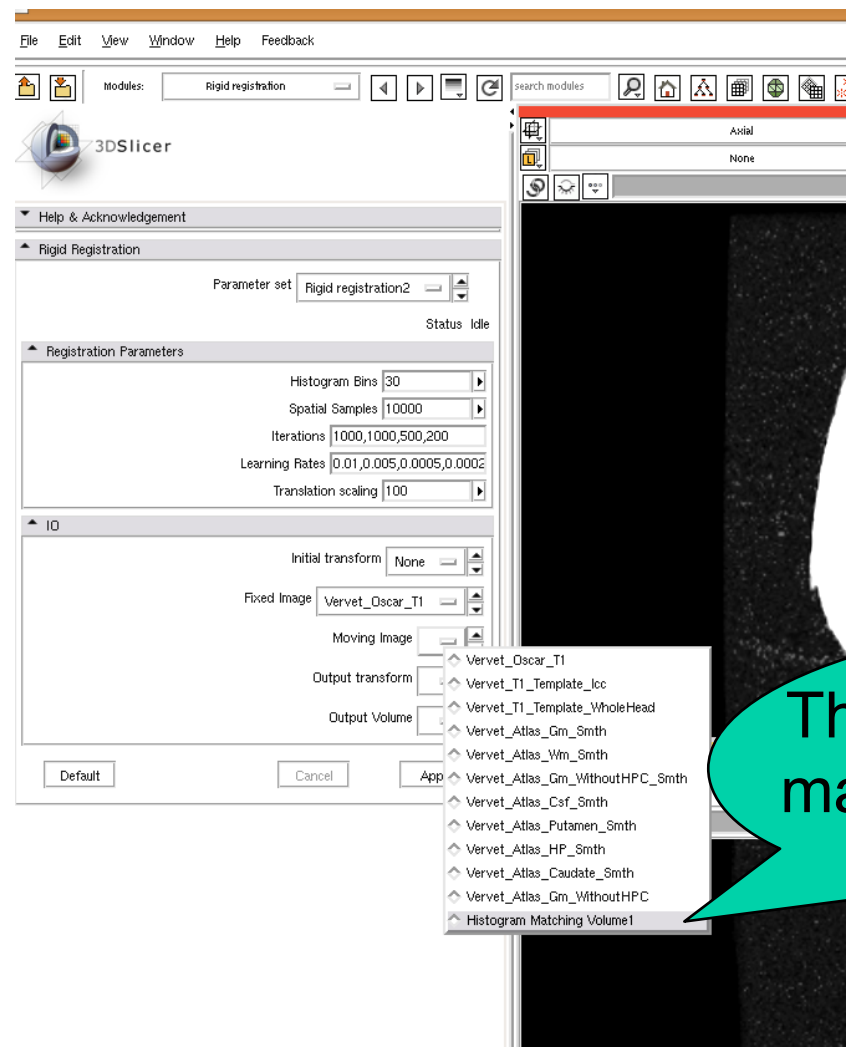 File Edit View Window Help Feedback
Modules: Rigid registration search modules
3DSlicer
Axial
None
Help & Acknowledgement
Rigid Registration
Parameter set Rigid registration2
Status Idle
Registration Parameters
Histogram Bins 30
Spatial Samples 10000
Iterations 1000,1000,500,200
Learning Rates 0.01,0.005,0.0005,0.0002
Translation scaling 100
IO
Initial transform None
Fixed Image Vervet_Oscar_T1
Moving Image
Output transform
Output Volume
Default Cancel App
Vervet_Oscar_T1
Vervet_T1_Template_Icc
Vervet_T1_Template_WholeHead
Vervet_Atlas_Gm_Smth
Vervet_Atlas_Wm_Smth
Vervet_Atlas_Gm_WithoutHPC_Smth
Vervet_Atlas_Csf_Smth
Vervet_Atlas_Putamen_Smth
Vervet_Atlas_HP_Smth
Vervet_Atlas_Caudate_Smth
Vervet_Atlas_Gm_WithoutHPC
Histogram Matching Volume1
Th
ma